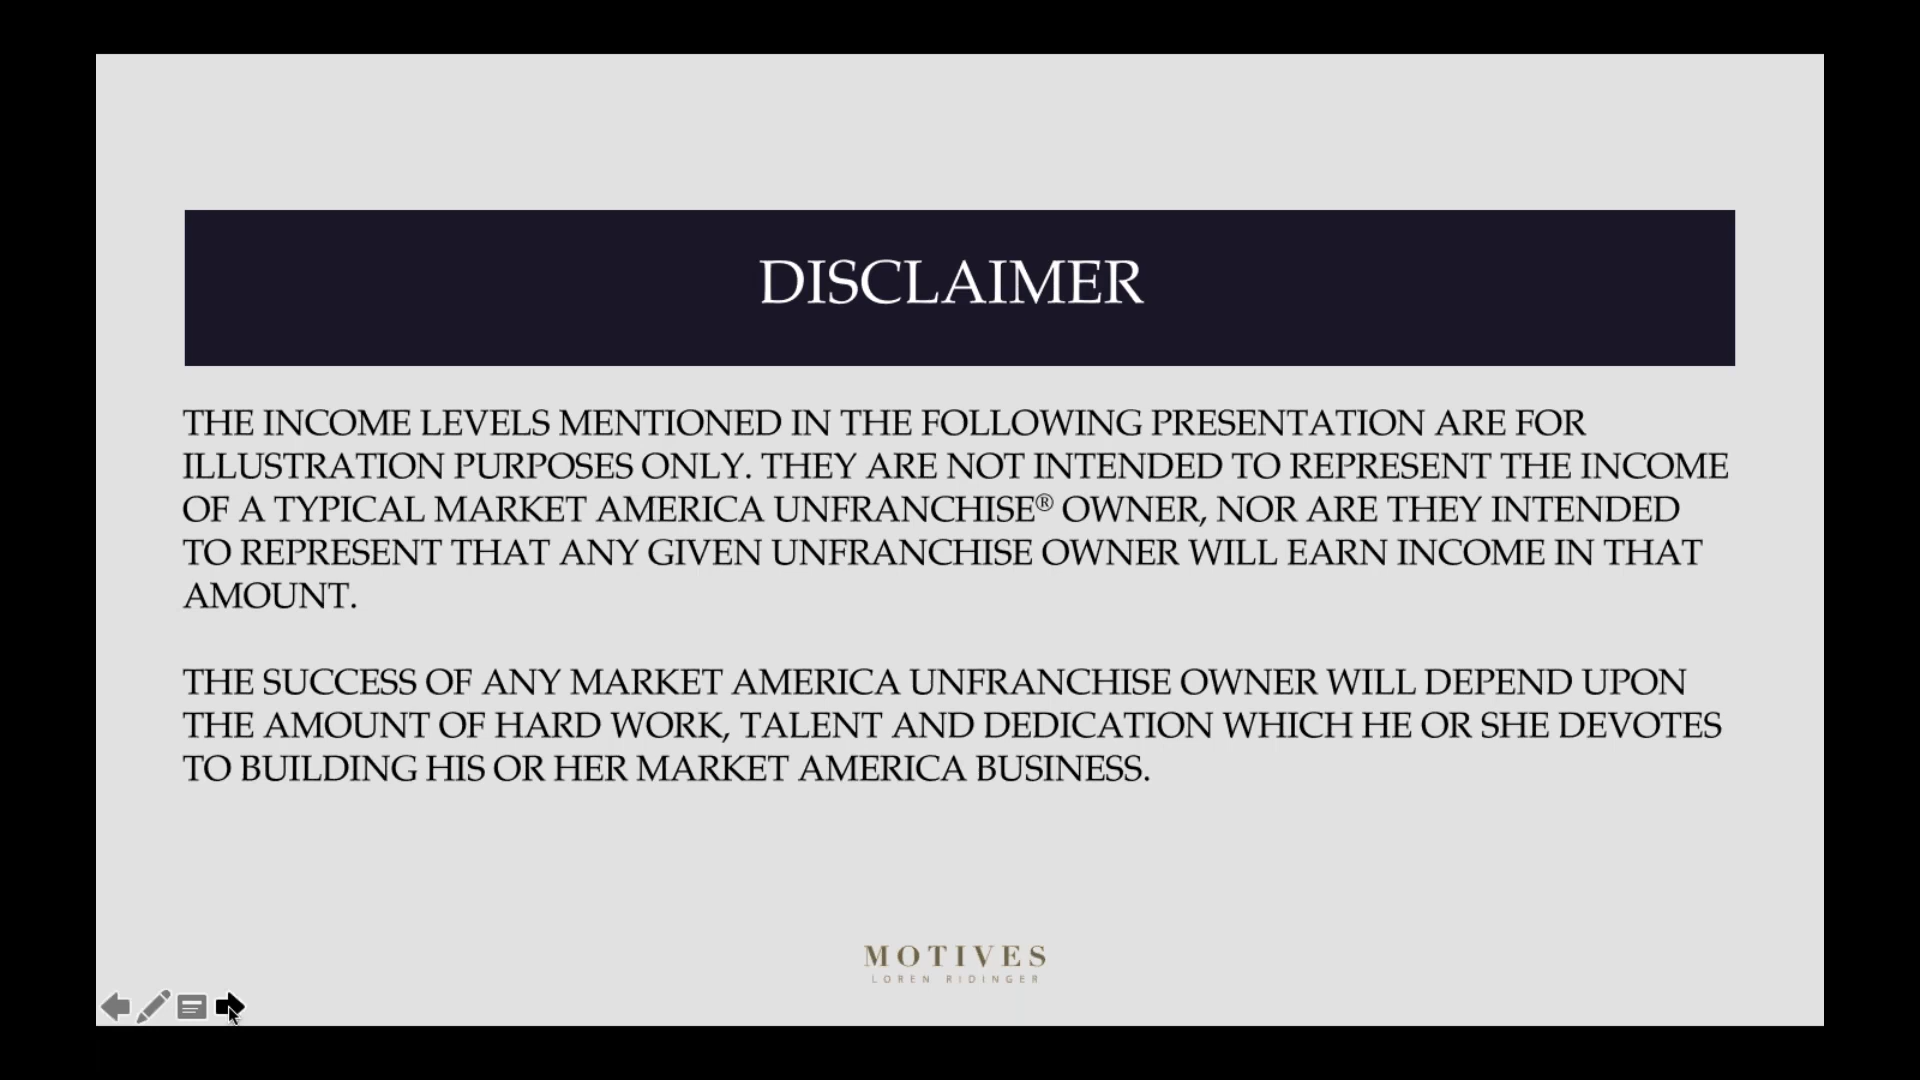 DISCLAIMER
THE INCOME LEVELS MENTIONED IN THE FOLLOWING PRESENTATION ARE FOR
ILLUSTRATION PURPOSES ONLY. THEY ARE NOT INTENDED TO REPRESENT THE INCOME
OF A TYPICAL MARKET AMERICA UNFRANCHISE® OWNER, NOR ARE THEY INTENDED
TO REPRESENT THAT ANY GIVEN UNFRANCHISE OWNER WILL EARN INCOME IN THAT
AMOUNT.
THE SUCCESS OF ANY MARKET AMERICA UNFRANCHISE OWNER WILL DEPEND UPON
THE AMOUNT OF HARD WORK, TALENT AND DEDICATION WHICH HE OR SHE DEVOTES
TO BUILDING HIS OR HER MARKET AMERICA BUSINESS.
MOTIVES
LOREN RIDINGER